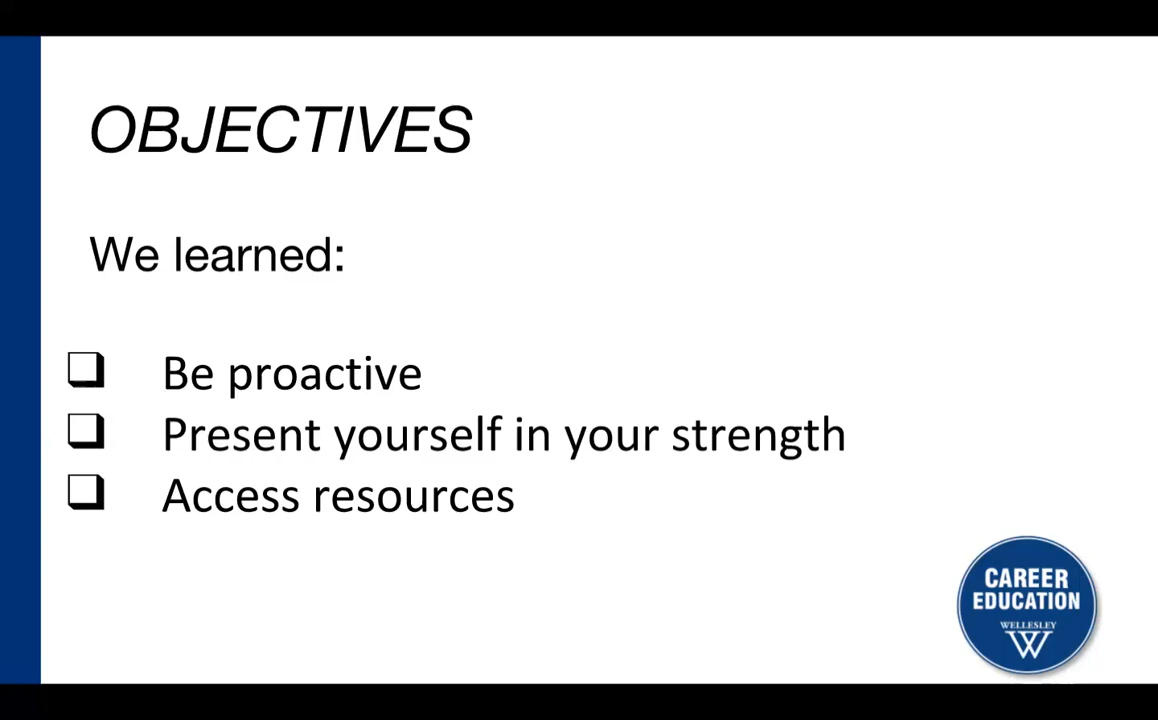 OBJECTIVES
We learned:
❑ Be proactive
❑ Present yourself in your strength
❑ Access resources
CAREER
EDUCATION
WELLESLEY
W